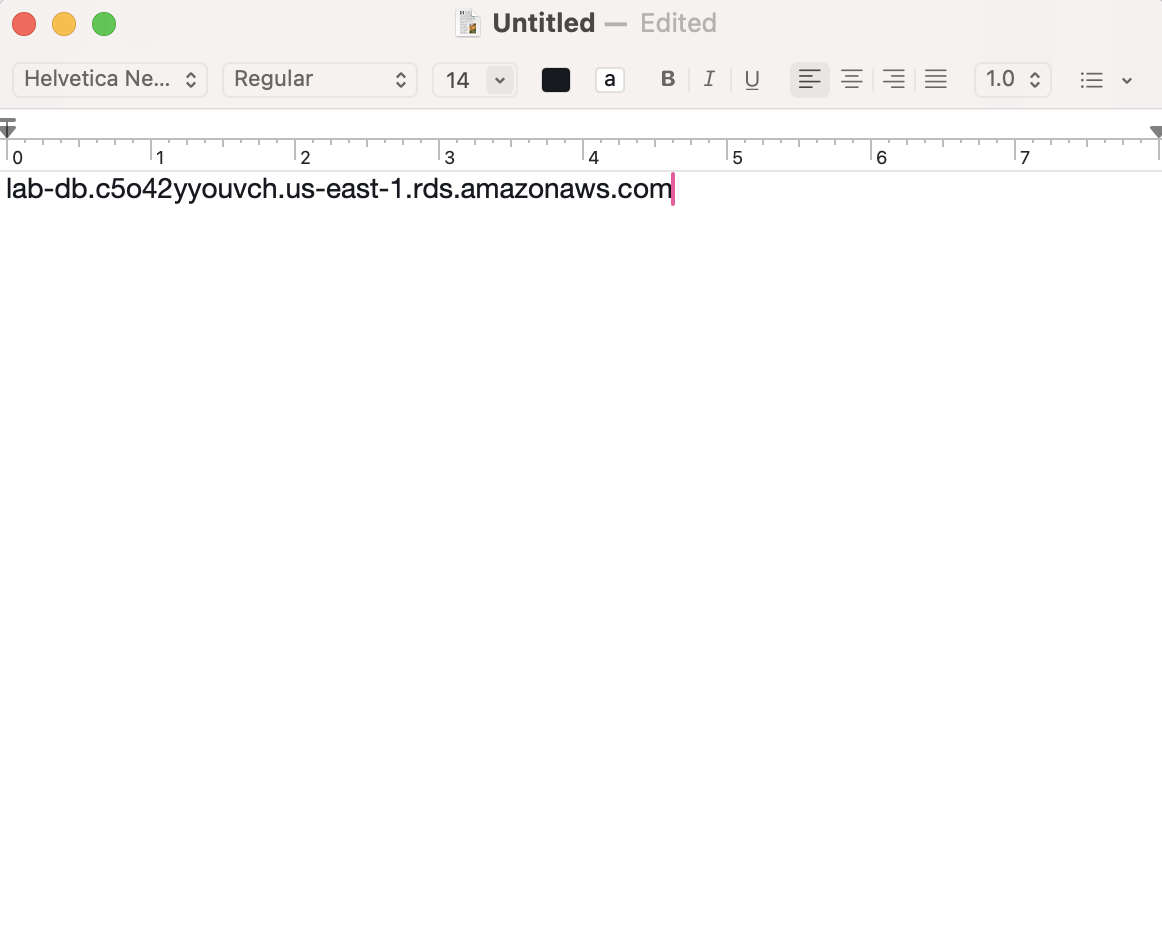 Untitled — Edited
Helvetica Ne... Regular 14 a B I U 1.0
0 1 2 3 4 5 6 7
lab-db.c5o42yyouvch.us-east-1.rds.amazonaws.com